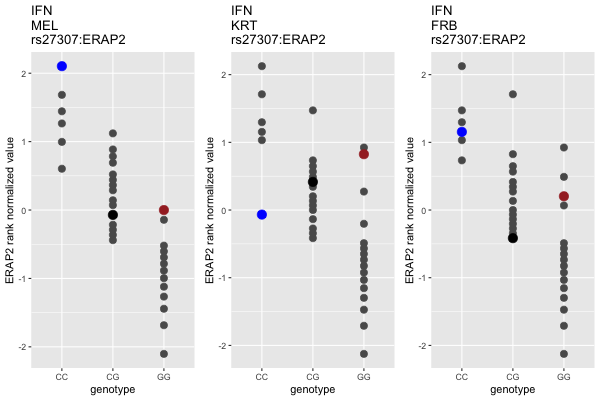 IFN
MEL
rs27307:ERAP2
ERAP2 rank normalized value
2
1
0
-1
-2
CC CG GG
genotype
IFN
KRT
rs27307:ERAP2
ERAP2 rank normalized value
2
1
0
-1
-2
CC CG GG
genotype
IFN
FRB
rs27307:ERAP2
ERAP2 rank normalized value
2
1
0
-1
-2
CC CG GG
genotype